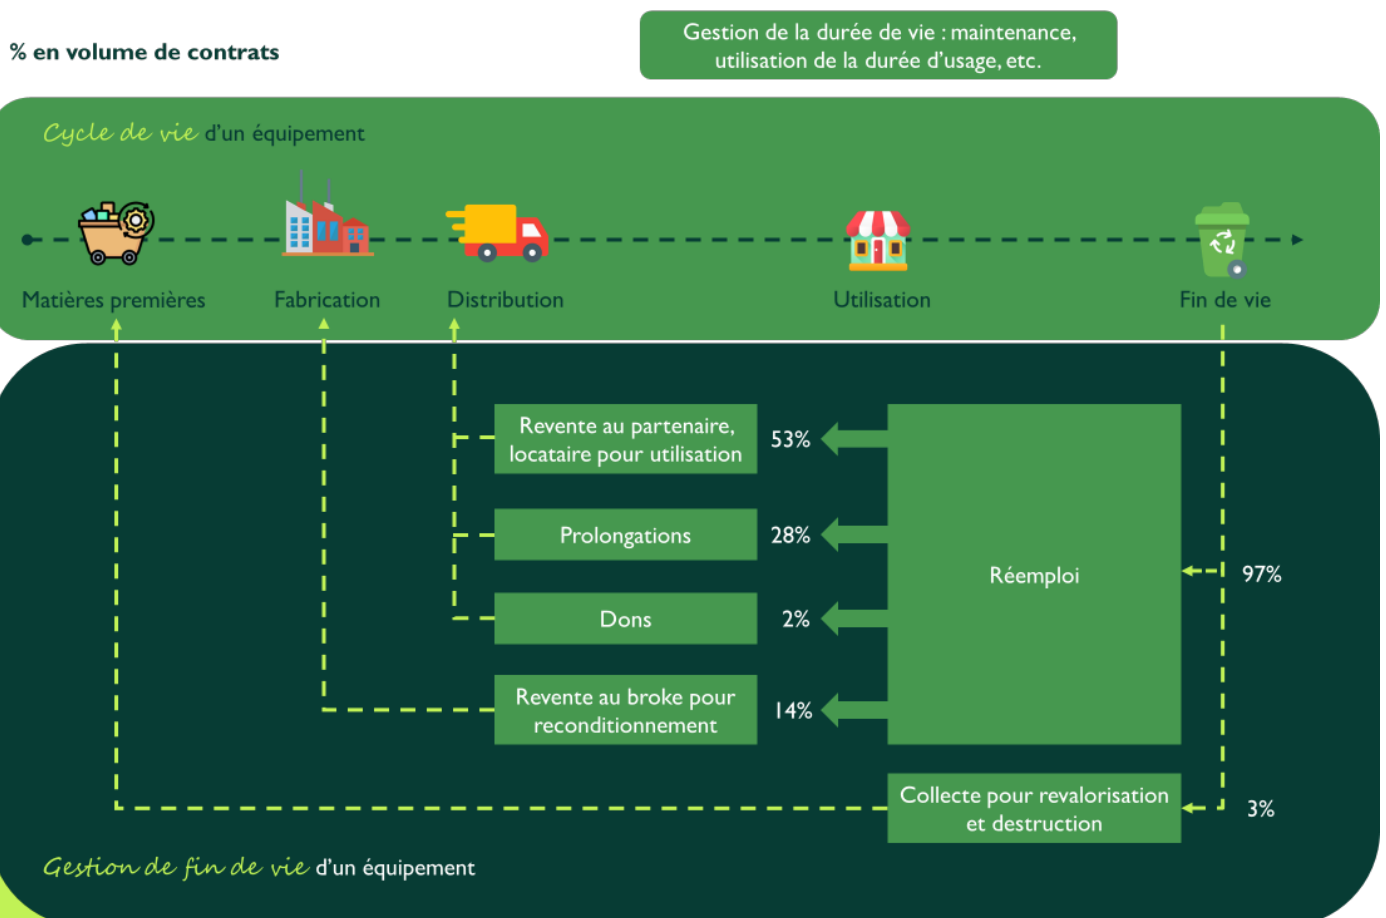 % en volume de contrats
Gestion de la durée de vie : maintenance,
utilisation de la durée d'usage, etc.
Cycle de vie d'un équipement
Matières premières
Fabrication
Distribution
Utilisation
Fin de vie
Revente au partenaire,
locataire pour utilisation
53%
Prolongations
28%
Réemploi
97%
Dons
2%
Revente au broke pour
reconditionnement
14%
Collecte pour revalorisation
et destruction
3%
Gestion de fin de vie d'un équipement